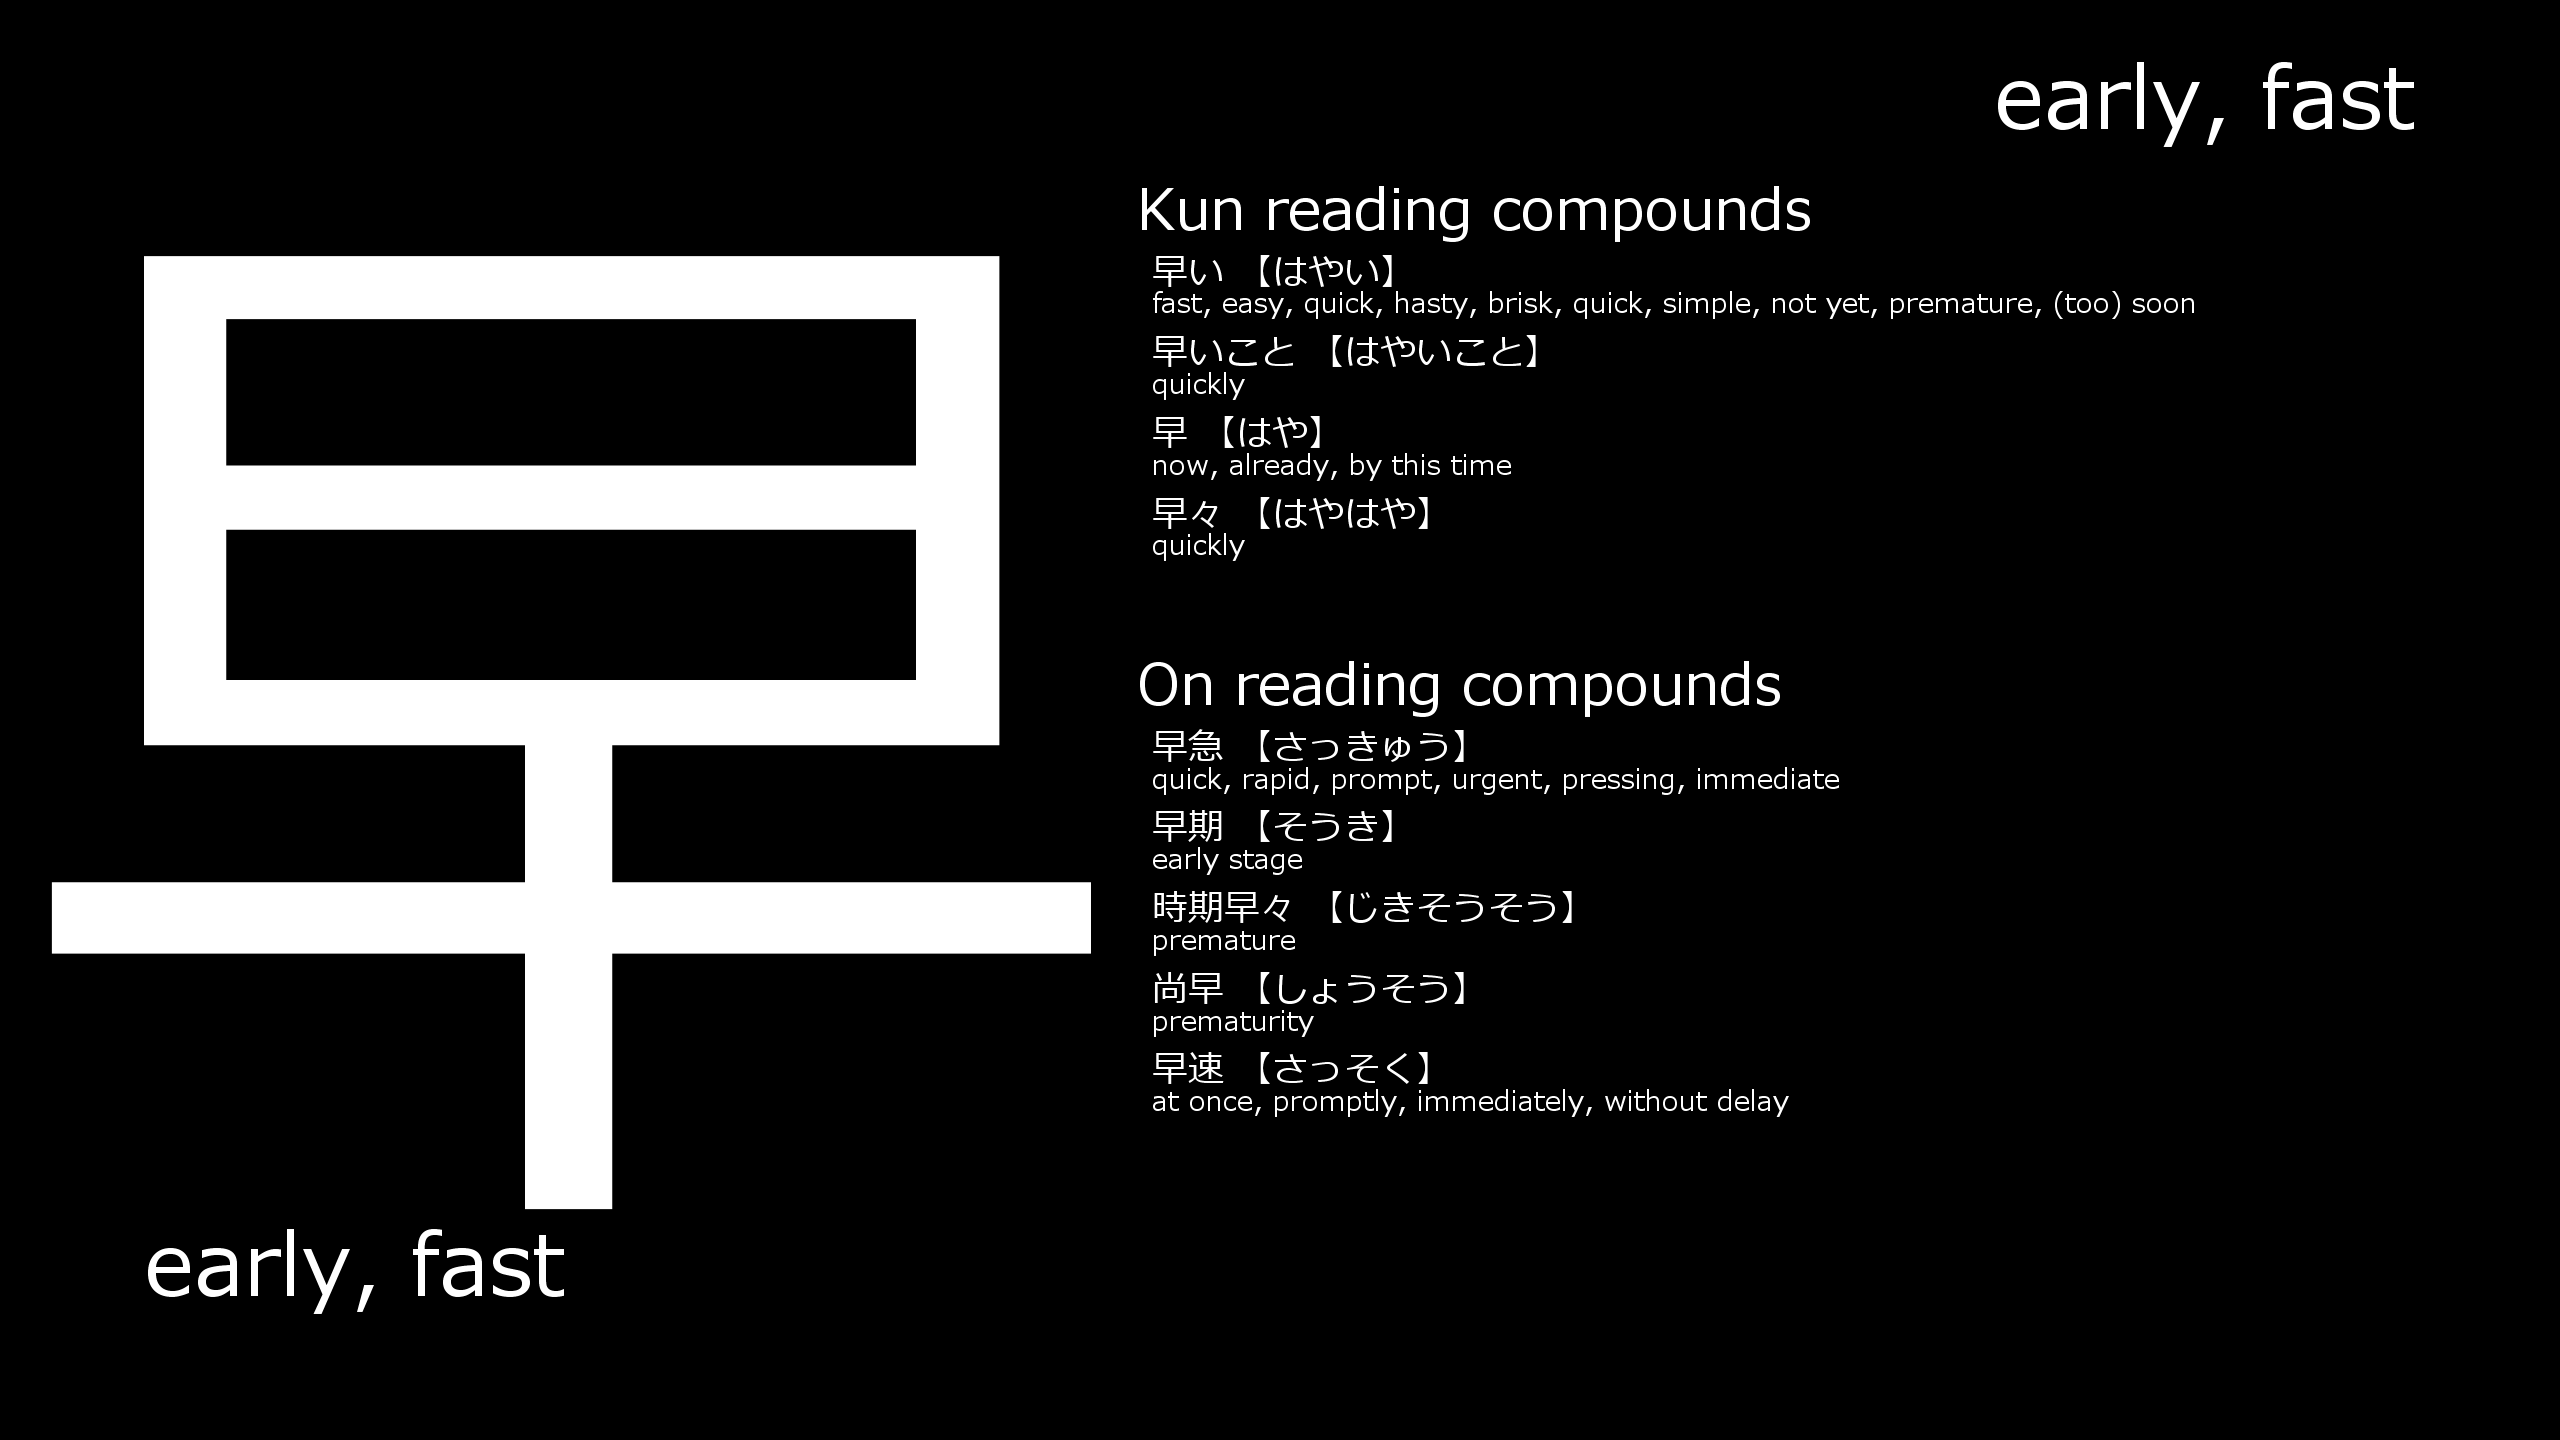 early, fast
早
early, fast
Kun reading compounds
早い 【はやい】
fast, easy, quick, hasty, brisk, quick, simple, not yet, premature, (too) soon
早いこと 【はやいこと】
quickly
早 【はや】
now, already, by this time
早々 【はやはや】
quickly
On reading compounds
早急 【さっきゅう】
quick, rapid, prompt, urgent, pressing, immediate
早期 【そうき】
early stage
時期早々 【じきそうそう】
premature
尚早 【しょうそう】
prematurity
早速 【さっそく】
at once, promptly, immediately, without delay